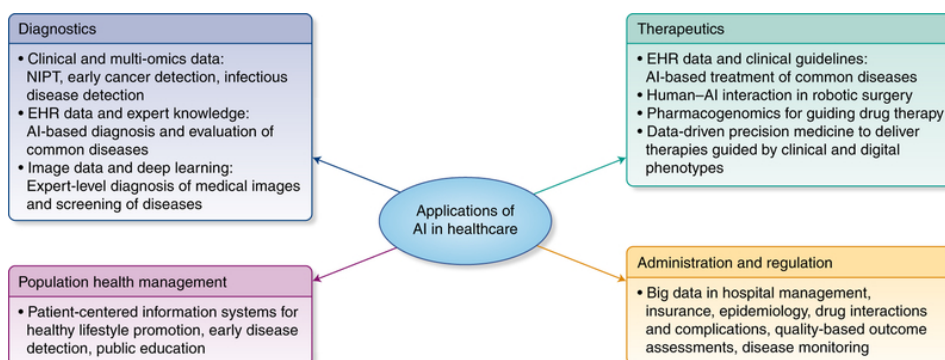 Diagnostics
• Clinical and multi-omics data:
NIPT, early cancer detection, infectious
disease detection
• EHR data and expert knowledge:
AI-based diagnosis and evaluation of
common diseases
• Image data and deep learning:
Expert-level diagnosis of medical images
and screening of diseases
Therapeutics
• EHR data and clinical guidelines:
AI-based treatment of common diseases
• Human–AI interaction in robotic surgery
• Pharmacogenomics for guiding drug therapy
• Data-driven precision medicine to deliver
therapies guided by clinical and digital
phenotypes
Applications of
AI in healthcare
Population health management
• Patient-centered information systems for
healthy lifestyle promotion, early disease
detection, public education
Administration and regulation
• Big data in hospital management,
insurance, epidemiology, drug interactions
and complications, quality-based outcome
assessments, disease monitoring